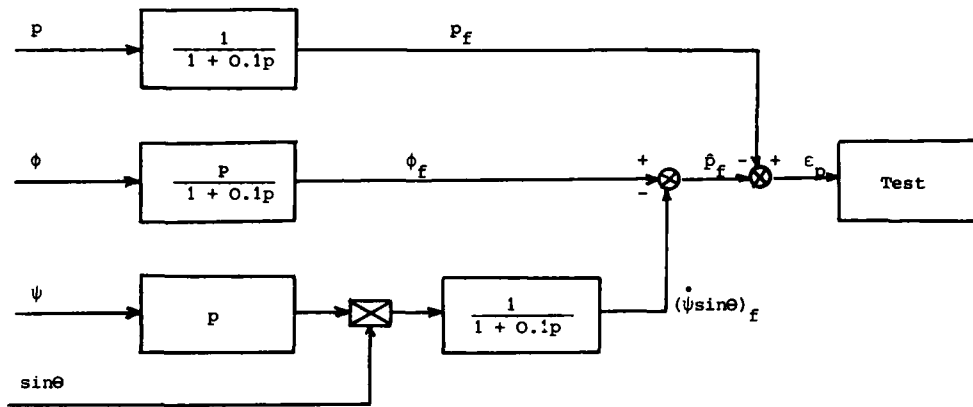 p
1
1 + 0.1p
p_f
ϕ
p
1 + 0.1p
ϕ_f
+
-
p̂_f
-
+
ε_p
Test
ψ
p
1
1 + 0.1p
(ψ̇sinθ)_f
sinθ